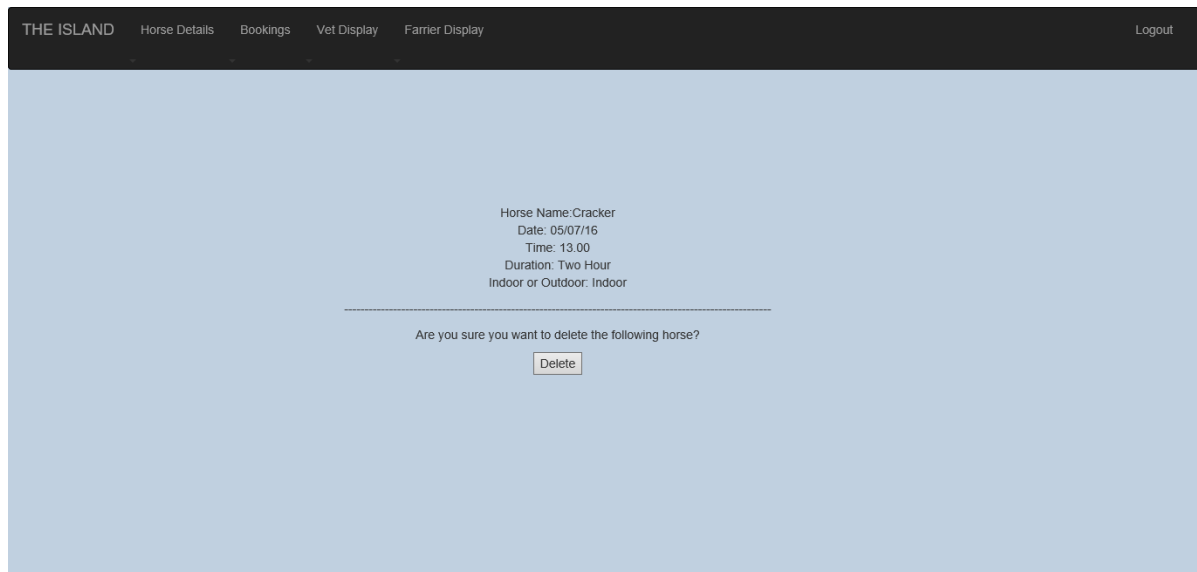 THE ISLAND Horse Details Bookings Vet Display Farrier Display Logout
Horse Name:Cracker
Date: 05/07/16
Time: 13.00
Duration: Two Hour
Indoor or Outdoor: Indoor
--------------------------------------------------------------------------------------------------------------
Are you sure you want to delete the following horse?
Delete